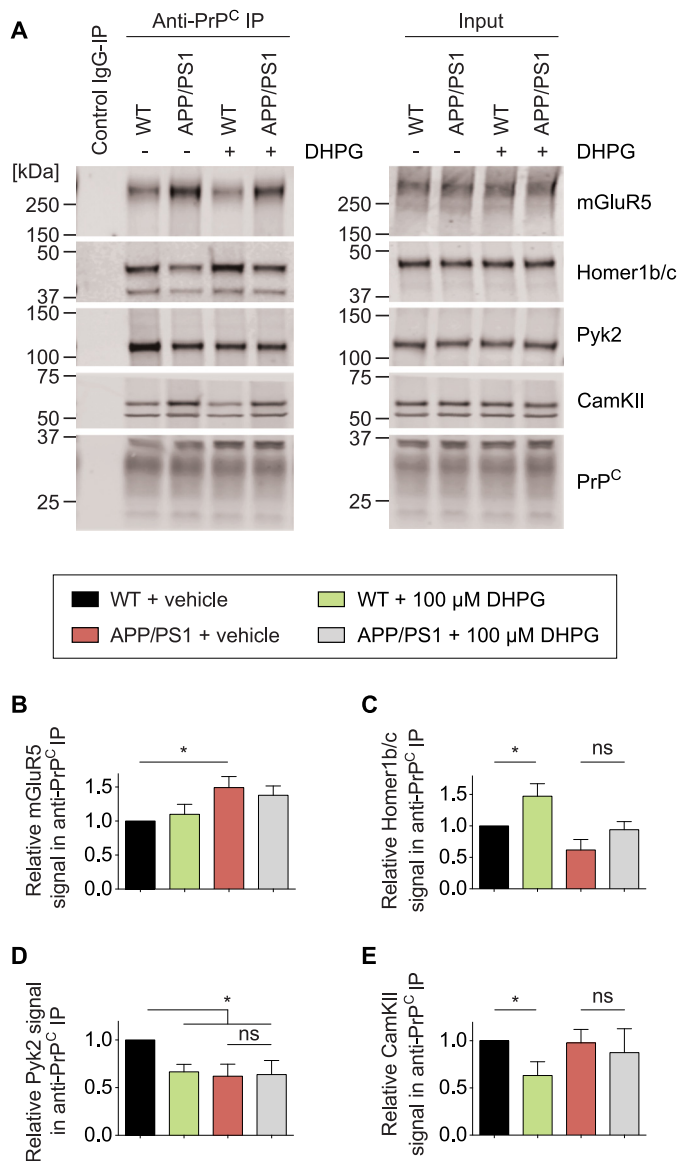 A
Anti-PrP^C IP
Input
Control IgG-IP
WT
APP/PS1
WT
APP/PS1
WT
APP/PS1
WT
APP/PS1
- - + + DHPG
- - + + DHPG
[kDa]
250
150
250
150
mGluR5
50
37
50
37
Homer1b/c
150
100
150
100
Pyk2
75
50
75
50
CamKII
37
25
37
25
PrP^C
WT + vehicle
WT + 100 µM DHPG
APP/PS1 + vehicle
APP/PS1 + 100 µM DHPG
B
Relative mGluR5
signal in anti-PrP^C IP
1.5
1.0
0.5
0.0
*
C
Relative Homer1b/c
signal in anti-PrP^C IP
1.5
1.0
0.5
0.0
*
ns
D
Relative Pyk2 signal
in anti-PrP^C IP
1.0
0.5
0.0
*
ns
E
Relative CamKII
signal in anti-PrP^C IP
1.0
0.5
0.0
*
ns